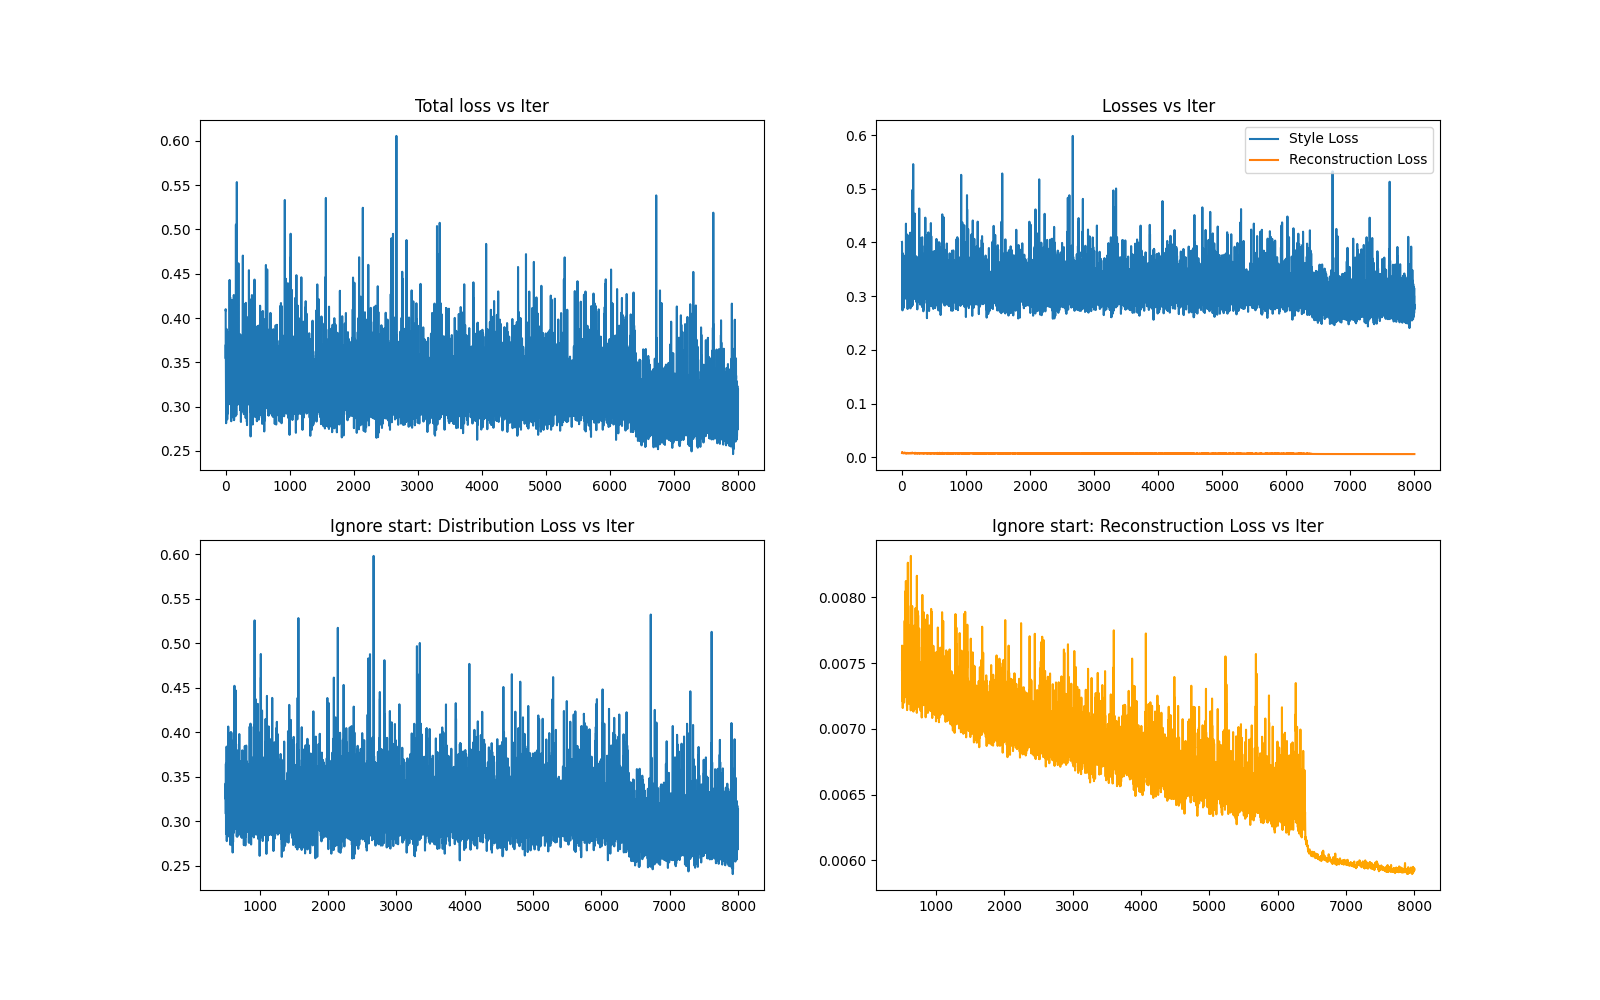 Total loss vs Iter
0.60
0.55
0.50
0.45
0.40
0.35
0.30
0.25
0 1000 2000 3000 4000 5000 6000 7000 8000
Losses vs Iter
Style Loss
Reconstruction Loss
0.6
0.5
0.4
0.3
0.2
0.1
0.0
0 1000 2000 3000 4000 5000 6000 7000 8000
Ignore start: Distribution Loss vs Iter
0.60
0.55
0.50
0.45
0.40
0.35
0.30
0.25
1000 2000 3000 4000 5000 6000 7000 8000
Ignore start: Reconstruction Loss vs Iter
0.0080
0.0075
0.0070
0.0065
0.0060
1000 2000 3000 4000 5000 6000 7000 8000